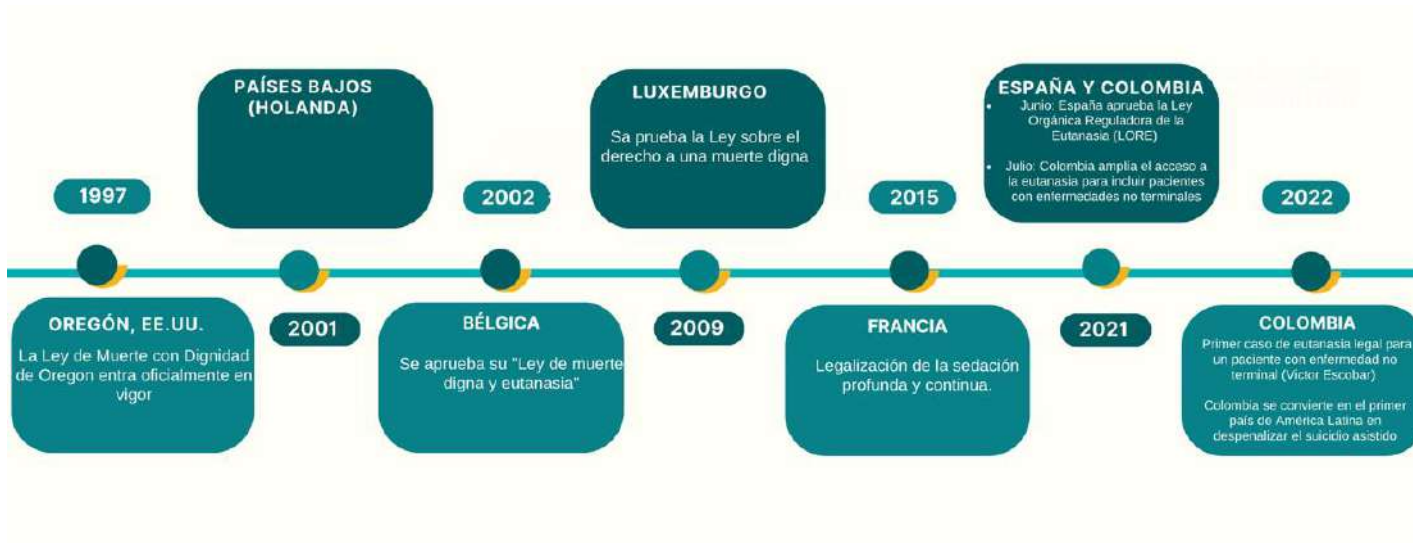 1997
OREGÓN, EE.UU.
La Ley de Muerte con Dignidad
de Oregon entra oficialmente en
vigor
PAÍSES BAJOS
(HOLANDA)
2001
2002
BÉLGICA
Se aprueba su "Ley de muerte
digna y eutanasia"
LUXEMBURGO
Sa prueba la Ley sobre el
derecho a una muerte digna
2009
2015
FRANCIA
Legalización de la sedación
profunda y continua.
ESPAÑA Y COLOMBIA
• Junio: España aprueba la Ley
Orgánica Reguladora de la
Eutanasia (LORE)
• Julio: Colombia amplía el acceso a
la eutanasia para incluir pacientes
con enfermedades no terminales
2021
2022
COLOMBIA
Primer caso de eutanasia legal para
un paciente con enfermedad no
terminal (Víctor Escobar)
Colombia se convierte en el primer
país de América Latina en
despenalizar el suicidio asistido